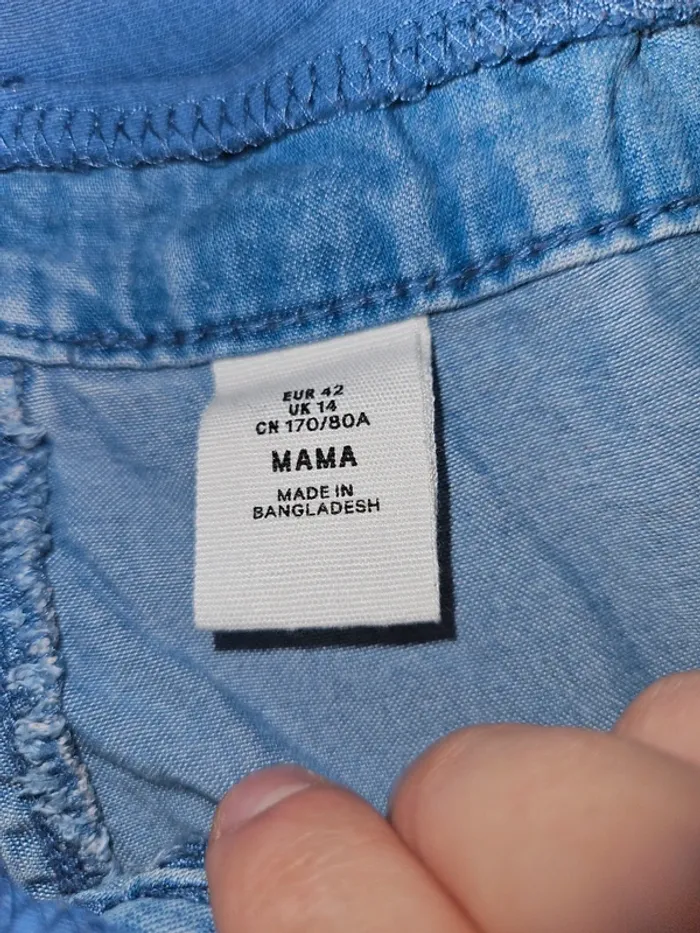 EUR 42
UK 14
CN 170/80A
MAMA
MADE IN
BANGLADESH